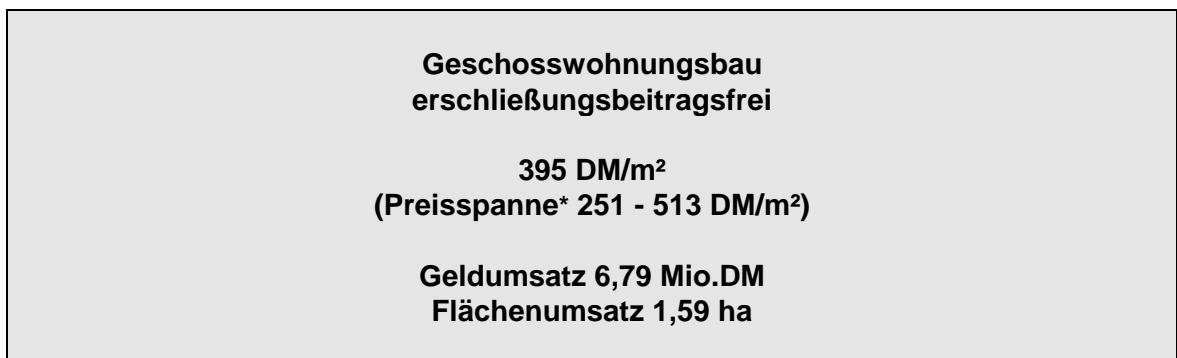 Geschosswohnungsbau
erschließungsbeitragsfrei
395 DM/m²
(Preisspanne* 251 - 513 DM/m²)
Geldumsatz 6,79 Mio.DM
Flächenumsatz 1,59 ha